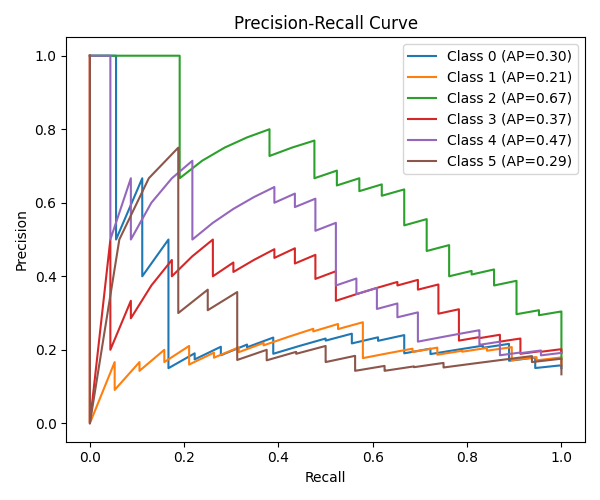 Precision-Recall Curve
Precision
1.0
0.8
0.6
0.4
0.2
0.0
Class 0 (AP=0.30)
Class 1 (AP=0.21)
Class 2 (AP=0.67)
Class 3 (AP=0.37)
Class 4 (AP=0.47)
Class 5 (AP=0.29)
0.0 0.2 0.4 0.6 0.8 1.0
Recall